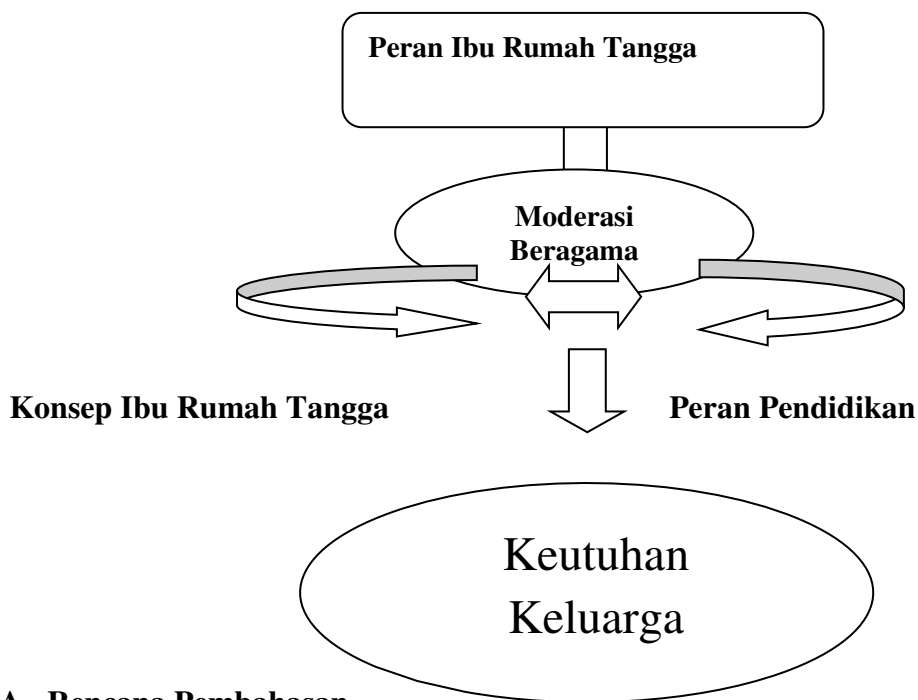 Peran Ibu Rumah Tangga
Moderasi
Beragama
Konsep Ibu Rumah Tangga
Peran Pendidikan
Keutuhan
Keluarga
A. Rencana Pembahasan